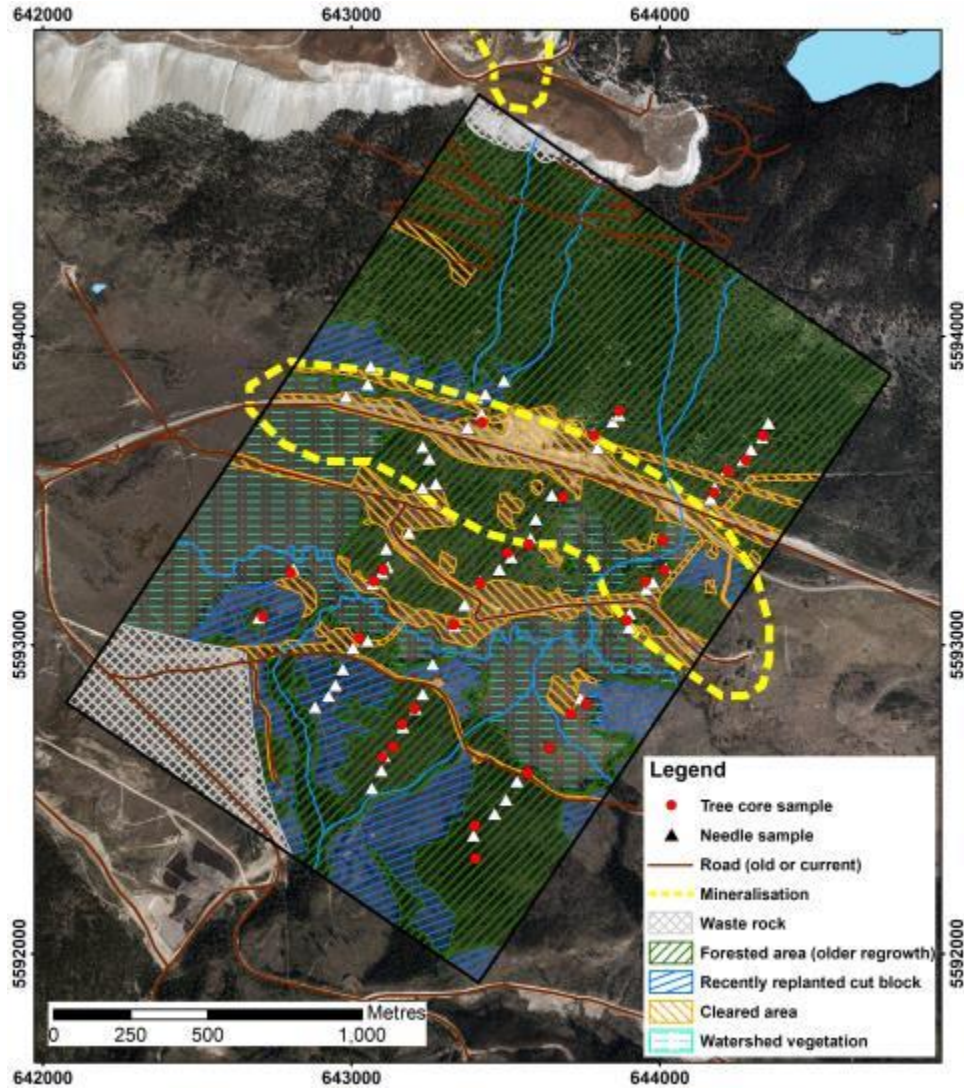 642000 643000 644000
5594000 5594000
5593000 5593000
5592000 5592000
Legend
Tree core sample
Needle sample
Road (old or current)
Mineralisation
Waste rock
Forested area (older regrowth)
Recently replanted cut block
Cleared area
Watershed vegetation
Metres
0 250 500 1,000
642000 643000 644000